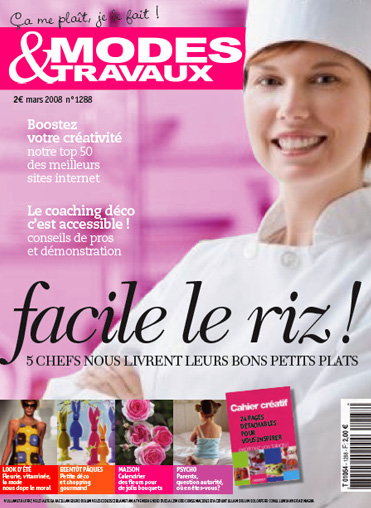 Ça me plaît, je le fait !
MODES
& TRAVAUX
2€ mars 2008 n°1288
Boostez
votre créativité
notre top 50
des meilleurs
sites internet
Le coaching déco
c'est accessible !
conseils de pros
et démonstration
facile le riz !
5 CHEFS NOUS LIVRENT LEURS BONS PETITS PLATS
Cahier créatif
24 PAGES
DÉTACHABLES
POUR
VOUS INSPIRER
LOOK D'ÉTÉ
Fleurie, vitaminée,
la mode
nous dope le moral
BIENTÔT PÂQUES
Petite déco
et shopping
gourmand
MAISON
Calendrier
des fleurs pour
de jolis bouquets
PSYCHO
Parents,
question autorité,
où en êtes-vous?
T 01064 - 1288 - F: 2,00 €